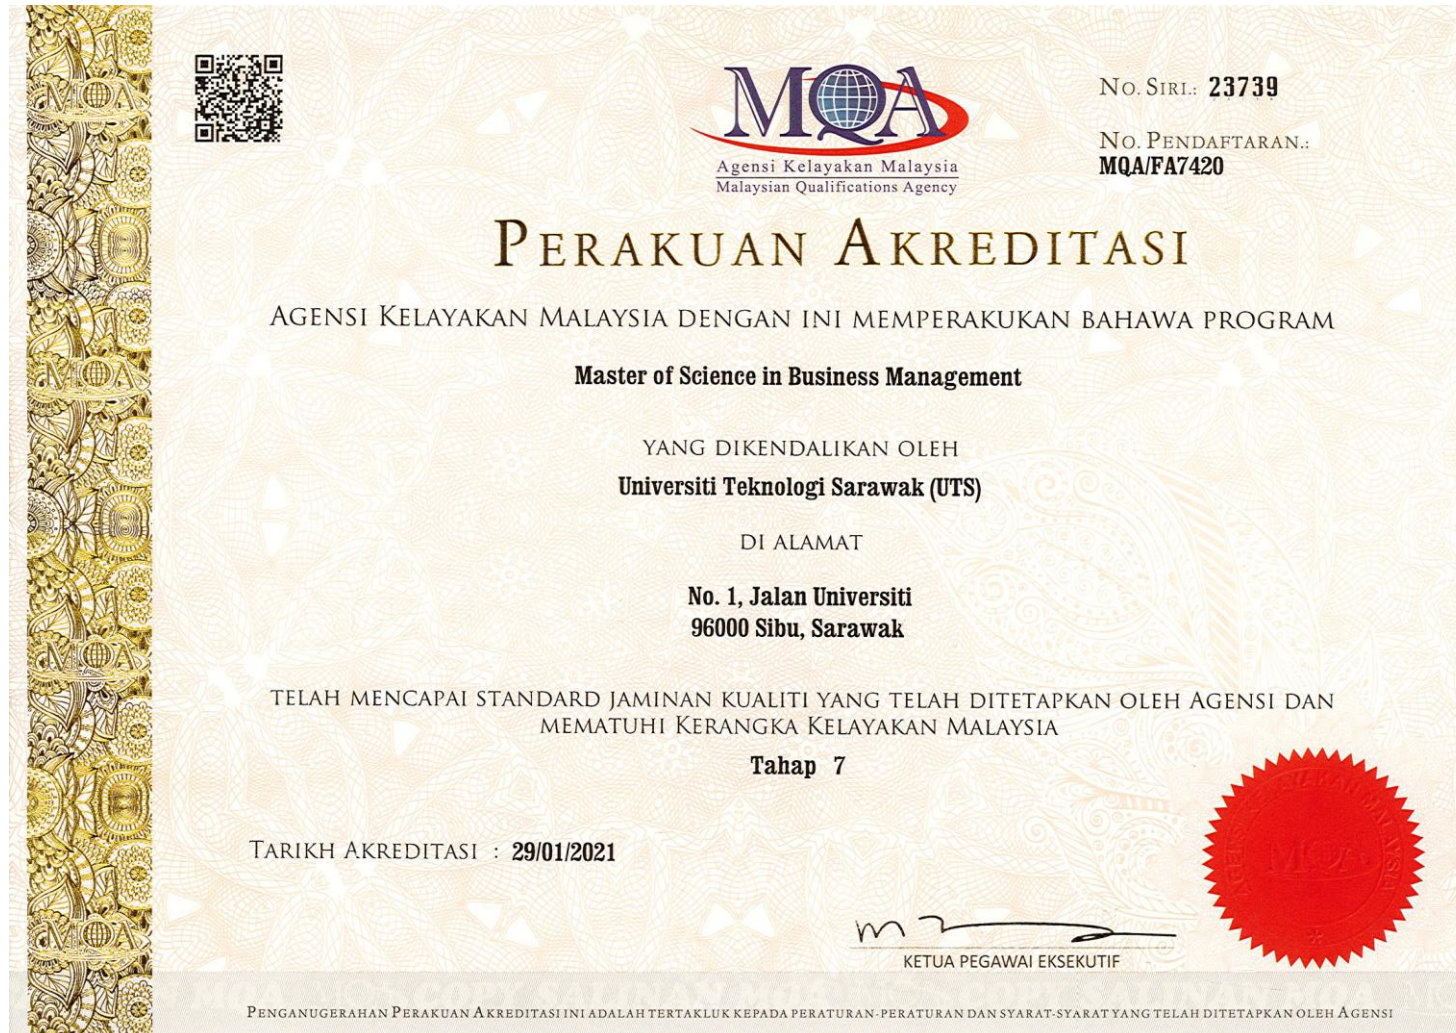 MQA
Agensi Kelayakan Malaysia
Malaysian Qualifications Agency
No. Siri.: 23739
No. Pendaftaran.:
MQA/FA7420
Perakuan Akreditasi
Agensi Kelayakan Malaysia dengan ini memperakukan bahawa program
Master of Science in Business Management
yang dikendalikan oleh
Universiti Teknologi Sarawak (UTS)
di alamat
No. 1, Jalan Universiti
96000 Sibu, Sarawak
telah mencapai standard jaminan kualiti yang telah ditetapkan oleh Agensi dan
mematuhi Kerangka Kelayakan Malaysia
Tahap 7
Tarikh Akreditasi : 29/01/2021
KETUA PEGAWAI EKSEKUTIF
Penganugerahan Perakuan Akreditasi ini adalah tertakluk kepada peraturan-peraturan dan syarat-syarat yang telah ditetapkan oleh Agensi